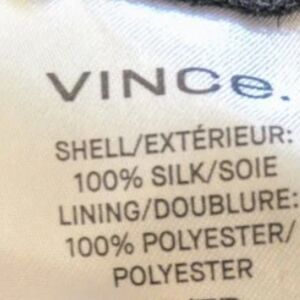 VINCe.
SHELL/EXTÉRIEUR:
100% SILK/SOIE
LINING/DOUBLURE:
100% POLYESTER/
POLYESTER